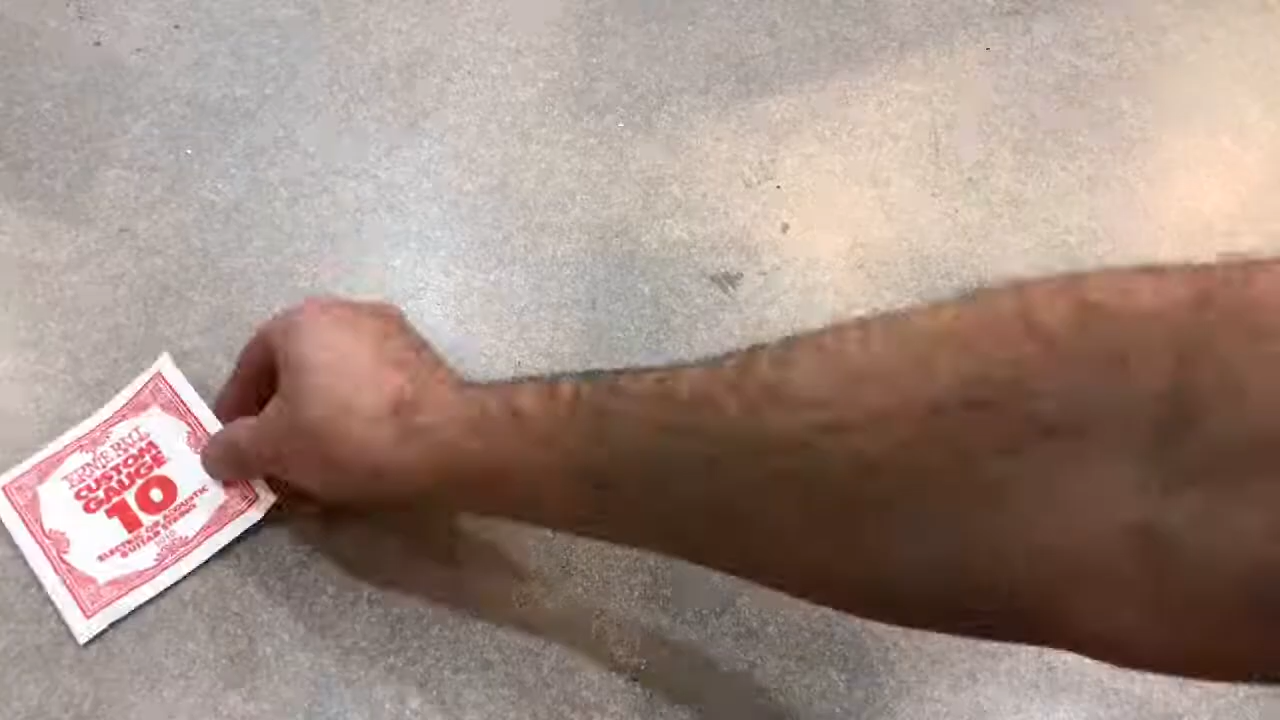 ERNIE BALL
CUSTOM
GAUGE
10
ELECTRIC OR ACOUSTIC
GUITAR STRING